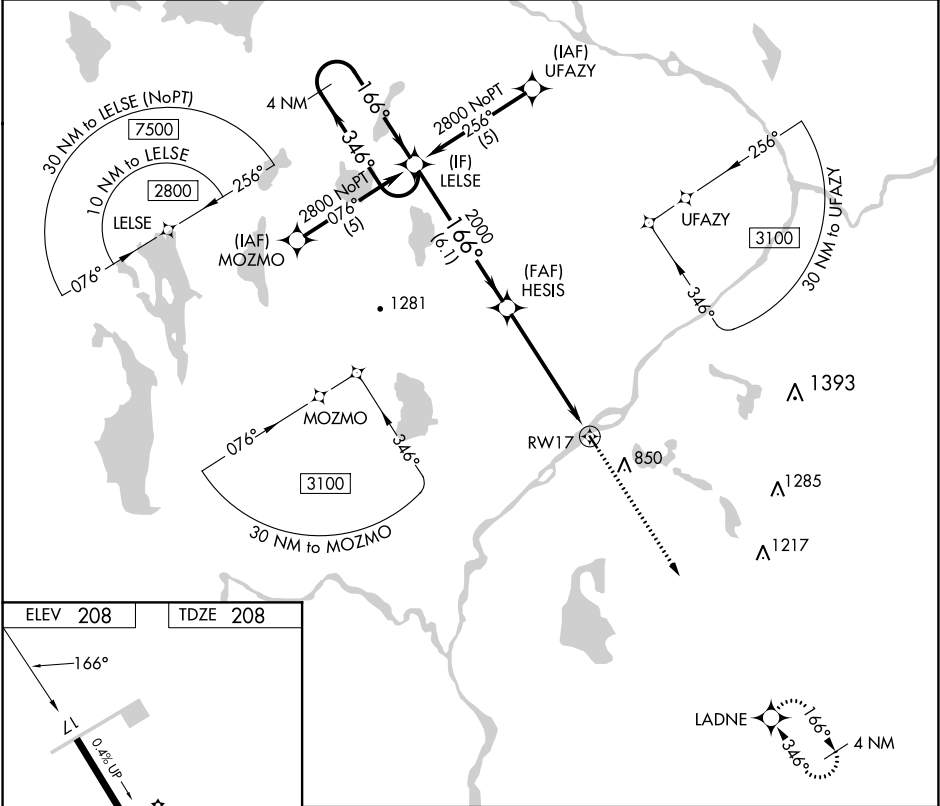 30 NM to LELSE (NoPT)
7500
10 NM to LELSE
2800
LELSE
256°
076°
4 NM
166°
346°
(IAF)
UFAZY
2800 NoPT
256°
(5)
(IF)
LELSE
2800 NoPT
076°
(5)
(IAF)
MOZMO
2000
166°
(6.1)
(FAF)
HESIS
1281
256°
UFAZY
3100
346°
30 NM to UFAZY
MOZMO
076°
346°
3100
30 NM to MOZMO
RW17
850
1393
1285
1217
ELEV 208
TDZE 208
166°
17
0.4% UP
LADNE
166°
346°
4 NM